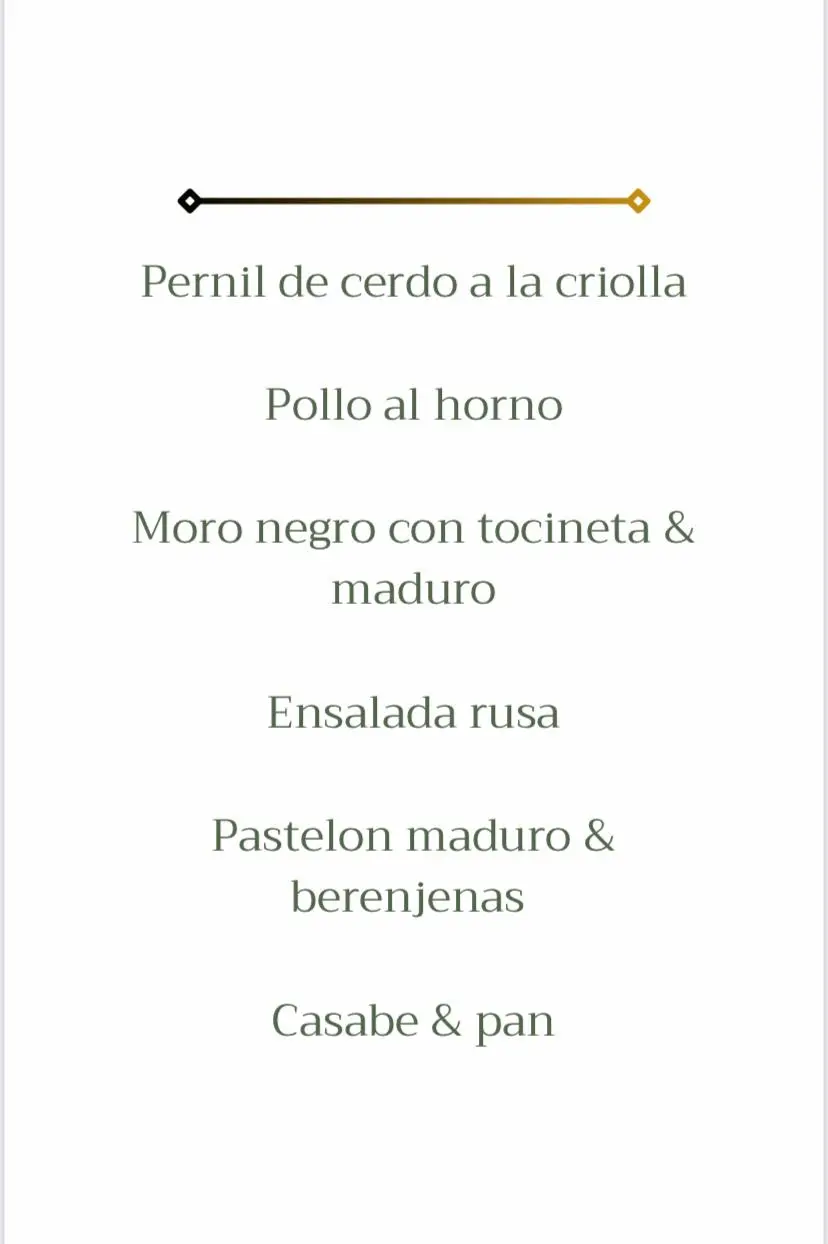 Pernil de cerdo a la criolla
Pollo al horno
Moro negro con tocineta &
maduro
Ensalada rusa
Pastelon maduro &
berenjenas
Casabe & pan